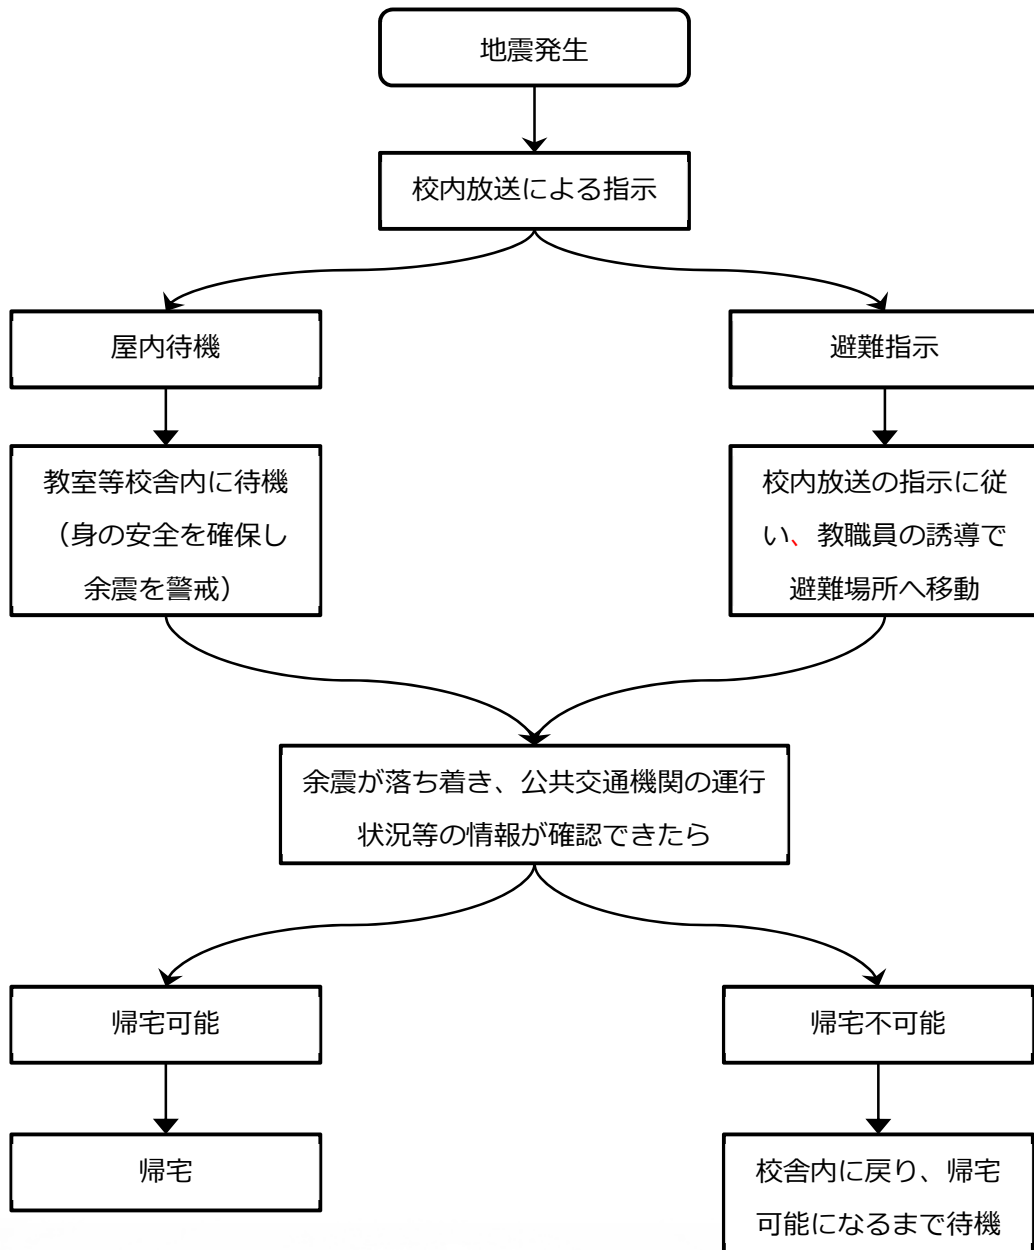 地震発生
校内放送による指示
屋内待機
避難指示
教室等校舎内に待機
（身の安全を確保し
余震を警戒）
校内放送の指示に従
い、教職員の誘導で
避難場所へ移動
余震が落ち着き、公共交通機関の運行
状況等の情報が確認できたら
帰宅可能
帰宅不可能
帰宅
校舎内に戻り、帰宅
可能になるまで待機